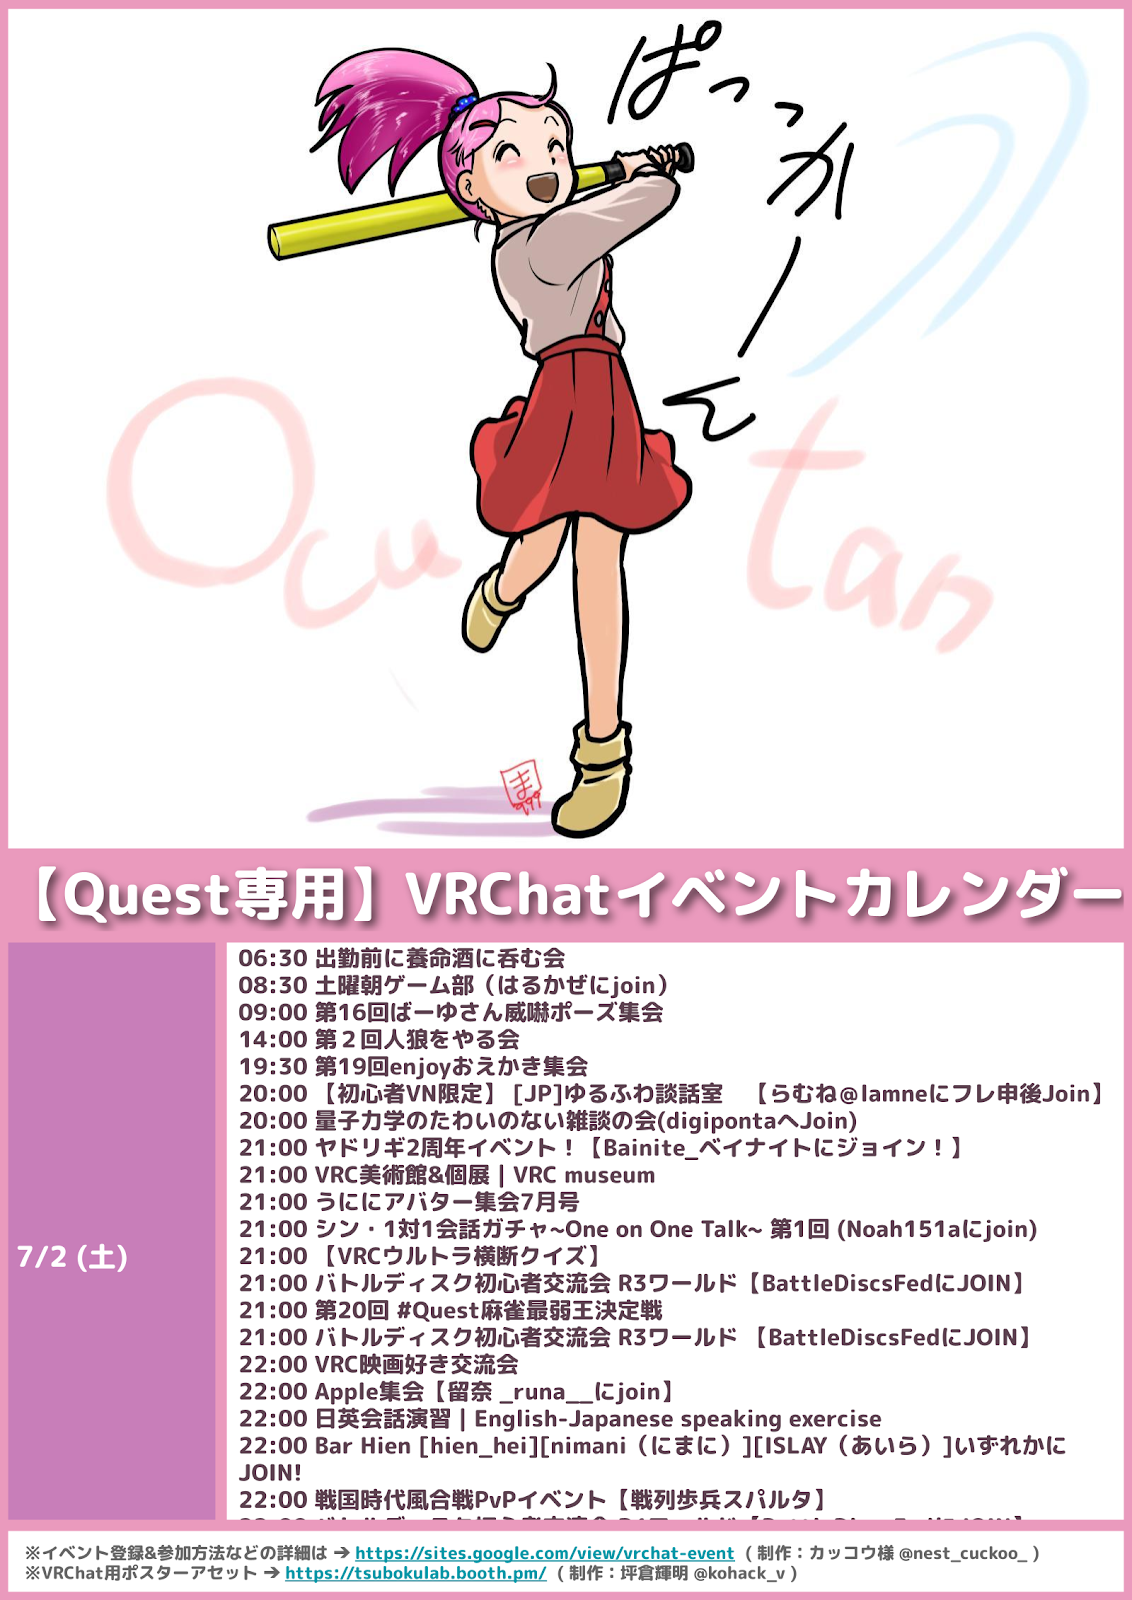 ぱっっかーん
Ocu tan
ま
999
【Quest専用】VRChatイベントカレンダー
7/2 (土)
06:30 出勤前に養命酒に呑む会
08:30 土曜朝ゲーム部（はるかぜにjoin）
09:00 第16回ばーゆさん威嚇ポーズ集会
14:00 第２回人狼をやる会
19:30 第19回enjoyおえかき集会
20:00 【初心者VN限定】 [JP]ゆるふわ談話室　【らむね@lamneにフレ申後Join】
20:00 量子力学のたわいのない雑談の会(digipontaへJoin)
21:00 ヤドリギ2周年イベント！【Bainite_ベイナイトにジョイン！】
21:00 VRC美術館&個展 | VRC museum
21:00 うににアバター集会7月号
21:00 シン・1対1会話ガチャ~One on One Talk~ 第1回 (Noah151aにjoin)
21:00 【VRCウルトラ横断クイズ】
21:00 バトルディスク初心者交流会 R3ワールド【BattleDiscsFedにJOIN】
21:00 第20回 #Quest麻雀最弱王決定戦
21:00 バトルディスク初心者交流会 R3ワールド 【BattleDiscsFedにJOIN】
22:00 VRC映画好き交流会
22:00 Apple集会【留奈 _runa__にjoin】
22:00 日英会話演習 | English-Japanese speaking exercise
22:00 Bar Hien [hien_hei][nimani（にまに）][ISLAY（あいら）]いずれかに
JOIN!
22:00 戦国時代風合戦PvPイベント【戦列歩兵スパルタ】
※イベント登録&参加方法などの詳細は ➔ https://sites.google.com/view/vrchat-event （ 制作：カッコウ様 @nest_cuckoo_ ）
※VRChat用ポスターアセット ➔ https://tsubokulab.booth.pm/ （ 制作：坪倉輝明 @kohack_v ）